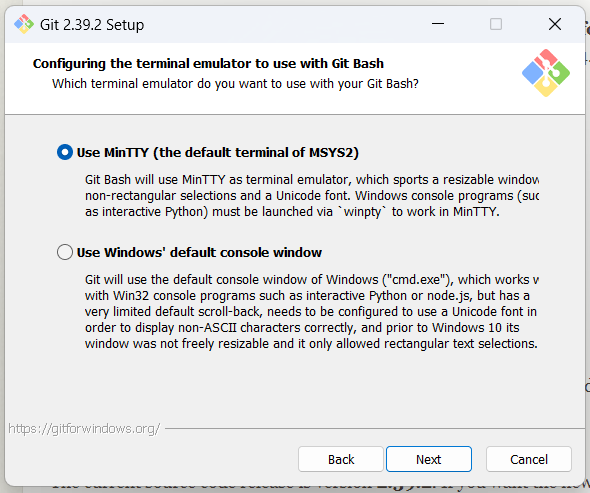 Git 2.39.2 Setup
Configuring the terminal emulator to use with Git Bash
Which terminal emulator do you want to use with your Git Bash?
Use MinTTY (the default terminal of MSYS2)
Git Bash will use MinTTY as terminal emulator, which sports a resizable window
non-rectangular selections and a Unicode font. Windows console programs (suc
as interactive Python) must be launched via `winpty` to work in MinTTY.
Use Windows' default console window
Git will use the default console window of Windows ("cmd.exe"), which works w
with Win32 console programs such as interactive Python or node.js, but has a
very limited default scroll-back, needs to be configured to use a Unicode font in
order to display non-ASCII characters correctly, and prior to Windows 10 its
window was not freely resizable and it only allowed rectangular text selections.
https://gitforwindows.org/
Back
Next
Cancel